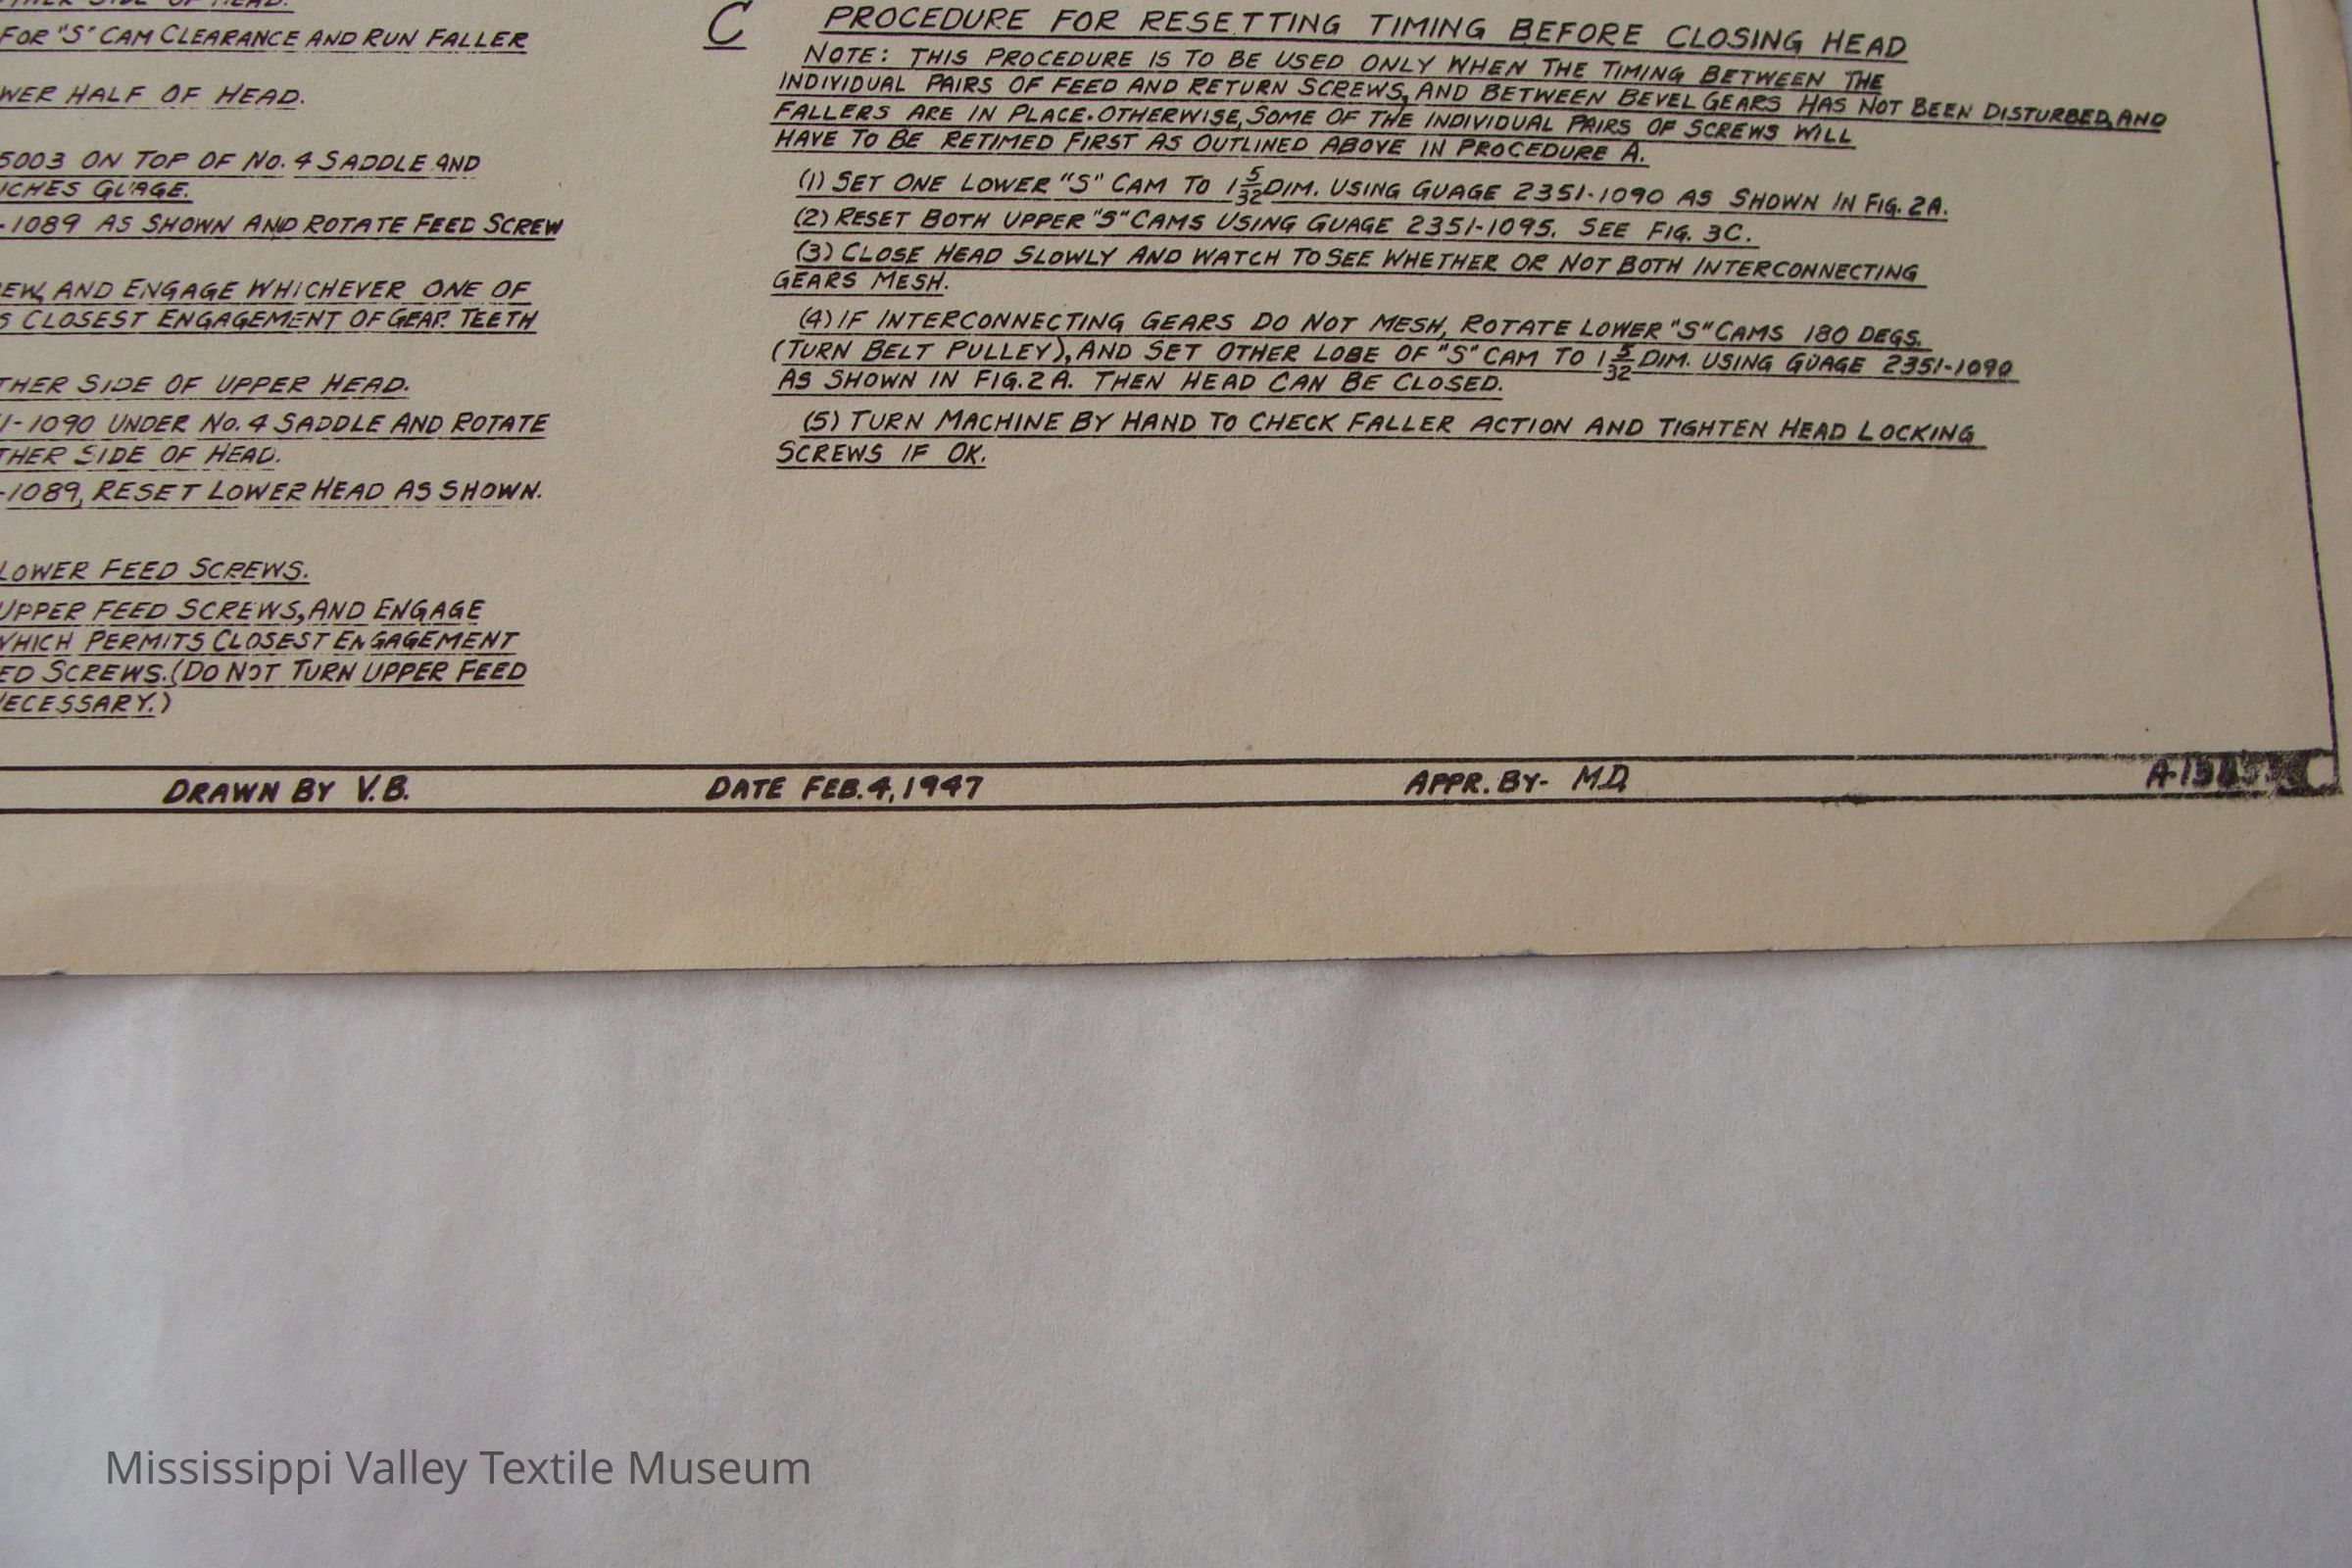 FOR "S" CAM CLEARANCE AND RUN FALLER
HALF OF HEAD.
5003 ON TOP OF NO. 4 SADDLE AND
GUAGE.
-1089 AS SHOWN AND ROTATE FEED SCREW
AND ENGAGE WHICHEVER ONE OF
CLOSEST ENGAGEMENT OF GEAR TEETH
SIDE OF UPPER HEAD.
-1090 UNDER NO. 4 SADDLE AND ROTATE
SIDE OF HEAD.
-1089, RESET LOWER HEAD AS SHOWN.
LOWER FEED SCREWS.
UPPER FEED SCREWS, AND ENGAGE
WHICH PERMITS CLOSEST ENGAGEMENT
SCREWS. (DO NOT TURN UPPER FEED
NECESSARY.)
C PROCEDURE FOR RESETTING TIMING BEFORE CLOSING HEAD
NOTE: THIS PROCEDURE IS TO BE USED ONLY WHEN THE TIMING BETWEEN THE
INDIVIDUAL PAIRS OF FEED AND RETURN SCREWS, AND BETWEEN BEVEL GEARS HAS NOT BEEN DISTURBED, AND
FALLERS ARE IN PLACE. OTHERWISE, SOME OF THE INDIVIDUAL PAIRS OF SCREWS WILL
HAVE TO BE RETIMED FIRST AS OUTLINED ABOVE IN PROCEDURE A.
(1) SET ONE LOWER "S" CAM TO 1 5/32 DIM. USING GUAGE 2351-1090 AS SHOWN IN FIG. 2A.
(2) RESET BOTH UPPER "S" CAMS USING GUAGE 2351-1095. SEE FIG. 3C.
(3) CLOSE HEAD SLOWLY AND WATCH TO SEE WHETHER OR NOT BOTH INTERCONNECTING
GEARS MESH.
(4) IF INTERCONNECTING GEARS DO NOT MESH, ROTATE LOWER "S" CAMS 180 DEGS.
(TURN BELT PULLEY), AND SET OTHER LOBE OF "S" CAM TO 1 5/32 DIM. USING GUAGE 2351-1090
AS SHOWN IN FIG. 2A. THEN HEAD CAN BE CLOSED.
(5) TURN MACHINE BY HAND TO CHECK FALLER ACTION AND TIGHTEN HEAD LOCKING
SCREWS IF OK.
DRAWN BY V.B. DATE FEB. 4, 1947 APPR. BY- M.D.
Mississippi Valley Textile Museum